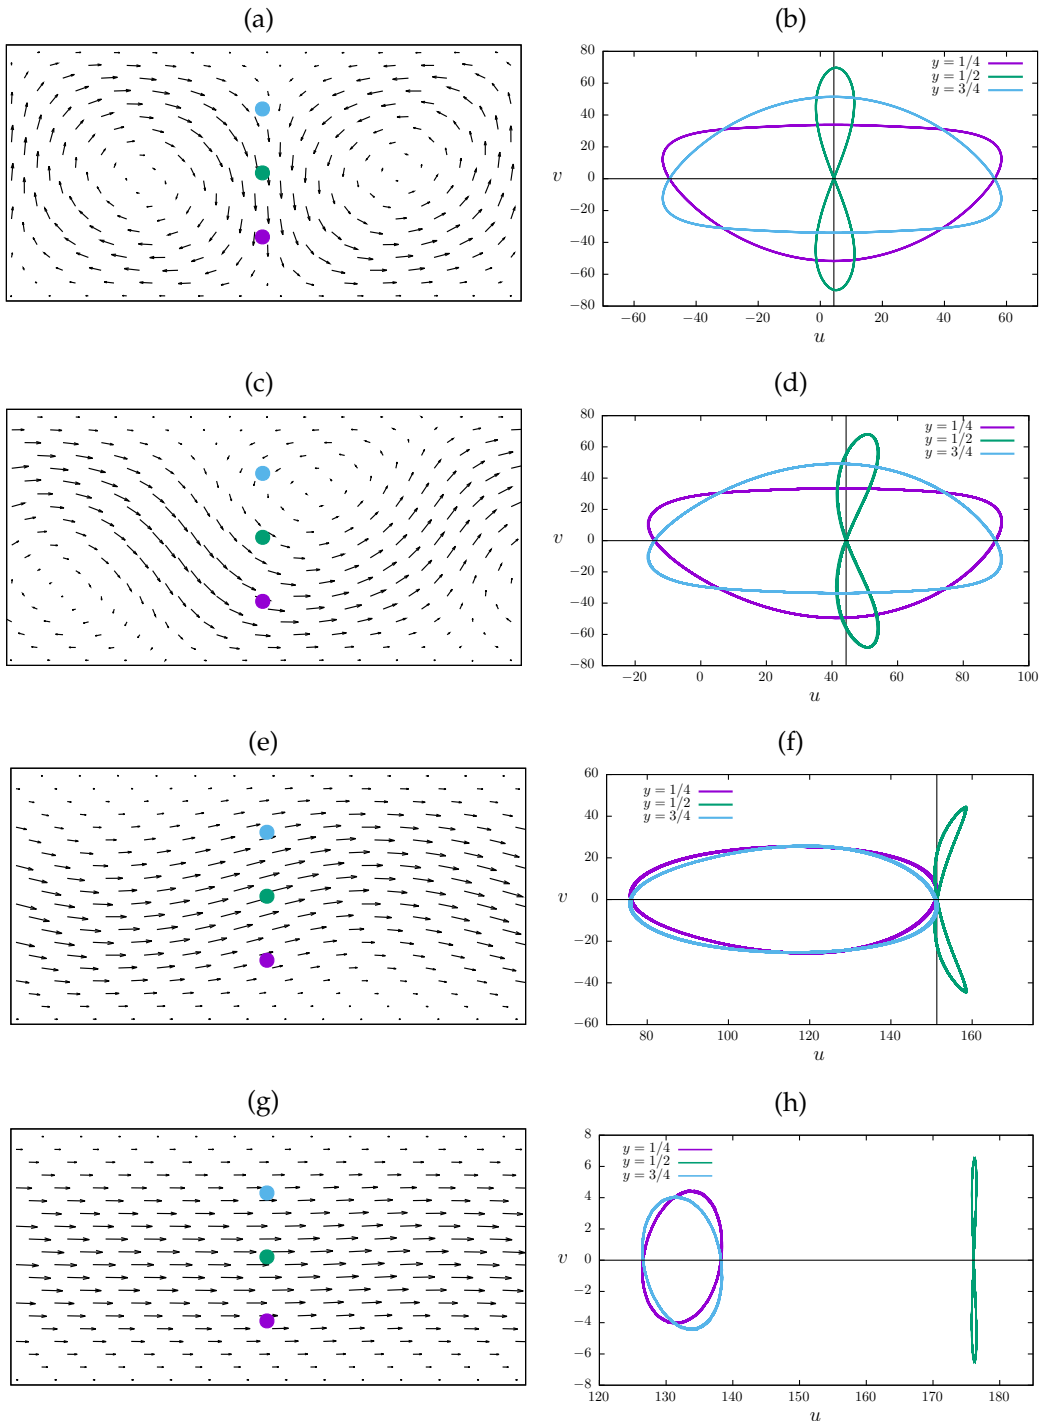 (a)
(b)
80
60
40
20
0
−20
−40
−60
−80
v
y = 1/4
y = 1/2
y = 3/4
−60 −40 −20 0 20 40 60
u
(c)
(d)
80
60
40
20
0
−20
−40
−60
−80
v
y = 1/4
y = 1/2
y = 3/4
−20 0 20 40 60 80 100
u
(e)
(f)
60
40
20
0
−20
−40
−60
v
y = 1/4
y = 1/2
y = 3/4
80 100 120 140 160
u
(g)
(h)
8
6
4
2
0
−2
−4
−6
−8
v
y = 1/4
y = 1/2
y = 3/4
120 130 140 150 160 170 180
u